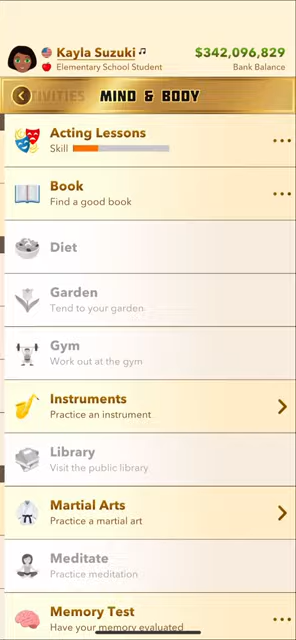 Kayla Suzuki
$342,096,829
Elementary School Student
Bank Balance
TIVITIES
MIND & BODY
Acting Lessons
Skill
Book
Find a good book
Diet
Garden
Tend to your garden
Gym
Work out at the gym
Instruments
Practice an instrument
Library
Visit the public library
Martial Arts
Practice a martial art
Meditate
Practice meditation
Memory Test
Have your memory evaluated